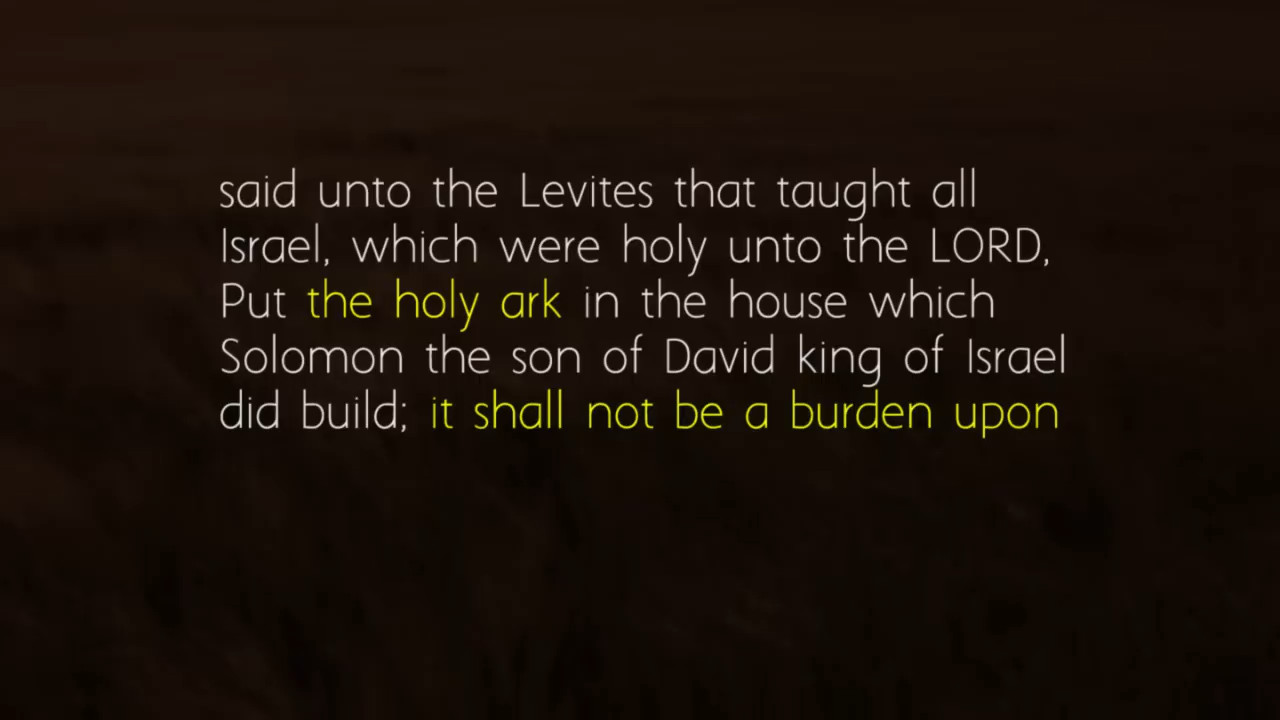 said unto the Levites that taught all
Israel, which were holy unto the LORD,
Put the holy ark in the house which
Solomon the son of David king of Israel
did build; it shall not be a burden upon